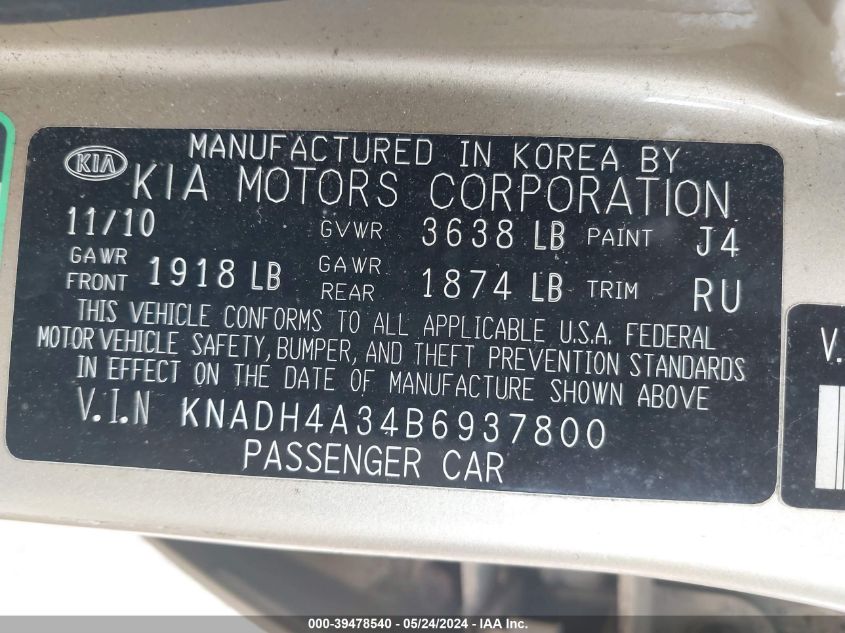 MANUFACTURED IN KOREA BY
KIA KIA MOTORS CORPORATION
11/10 GVWR 3638 LB PAINT J4
GAWR FRONT 1918 LB GAWR REAR 1874 LB TRIM RU
THIS VEHICLE CONFORMS TO ALL APPLICABLE U.S.A. FEDERAL
MOTOR VEHICLE SAFETY, BUMPER, AND THEFT PREVENTION STANDARDS
IN EFFECT ON THE DATE OF MANUFACTURE SHOWN ABOVE
V.I.N KNADH4A34B6937800
PASSENGER CAR
V.
000-39478540 / 05/24/2024 - IAA Inc.